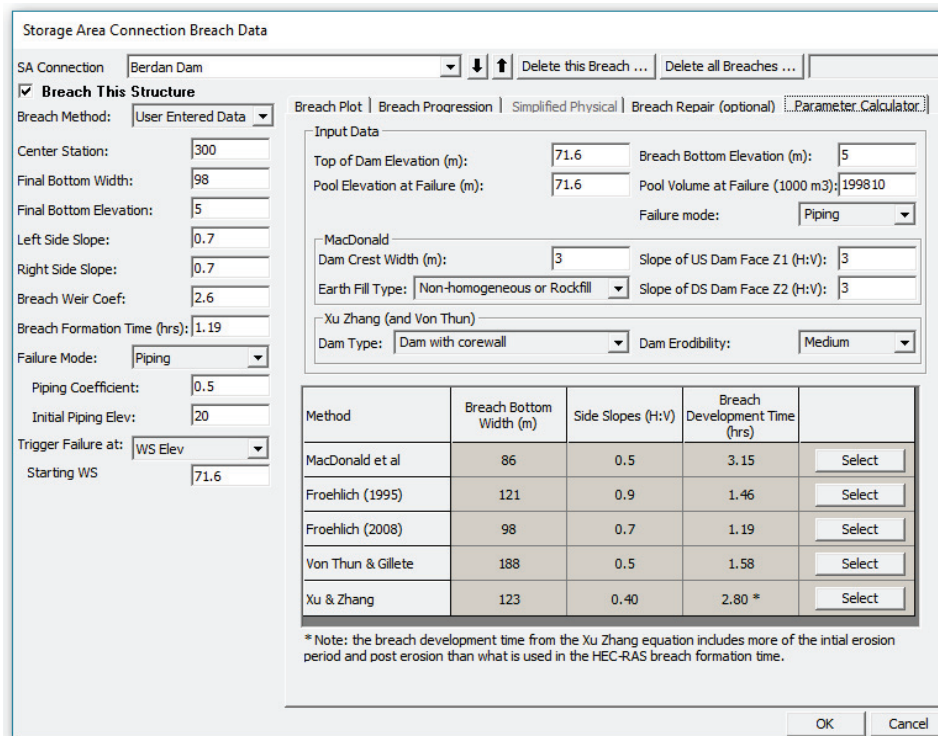 Storage Area Connection Breach Data
SA Connection Berdan Dam Delete this Breach ... Delete all Breaches ...
Breach This Structure
Breach Method: User Entered Data
Center Station: 300
Final Bottom Width: 98
Final Bottom Elevation: 5
Left Side Slope: 0.7
Right Side Slope: 0.7
Breach Weir Coef: 2.6
Breach Formation Time (hrs): 1.19
Failure Mode: Piping
Piping Coefficient: 0.5
Initial Piping Elev: 20
Trigger Failure at: WS Elev
Starting WS 71.6
Breach Plot Breach Progression Simplified Physical Breach Repair (optional) Parameter Calculator
Input Data
Top of Dam Elevation (m): 71.6 Breach Bottom Elevation (m): 5
Pool Elevation at Failure (m): 71.6 Pool Volume at Failure (1000 m3): 199810
Failure mode: Piping
MacDonald
Dam Crest Width (m): 3 Slope of US Dam Face Z1 (H:V): 3
Earth Fill Type: Non-homogeneous or Rockfill Slope of DS Dam Face Z2 (H:V): 3
Xu Zhang (and Von Thun)
Dam Type: Dam with corewall Dam Erodibility: Medium
Method Breach Bottom Width (m) Side Slopes (H:V) Breach Development Time (hrs)
MacDonald et al 86 0.5 3.15 Select
Froehlich (1995) 121 0.9 1.46 Select
Froehlich (2008) 98 0.7 1.19 Select
Von Thun & Gillete 188 0.5 1.58 Select
Xu & Zhang 123 0.40 2.80 * Select
* Note: the breach development time from the Xu Zhang equation includes more of the intial erosion
period and post erosion than what is used in the HEC-RAS breach formation time.
OK Cancel